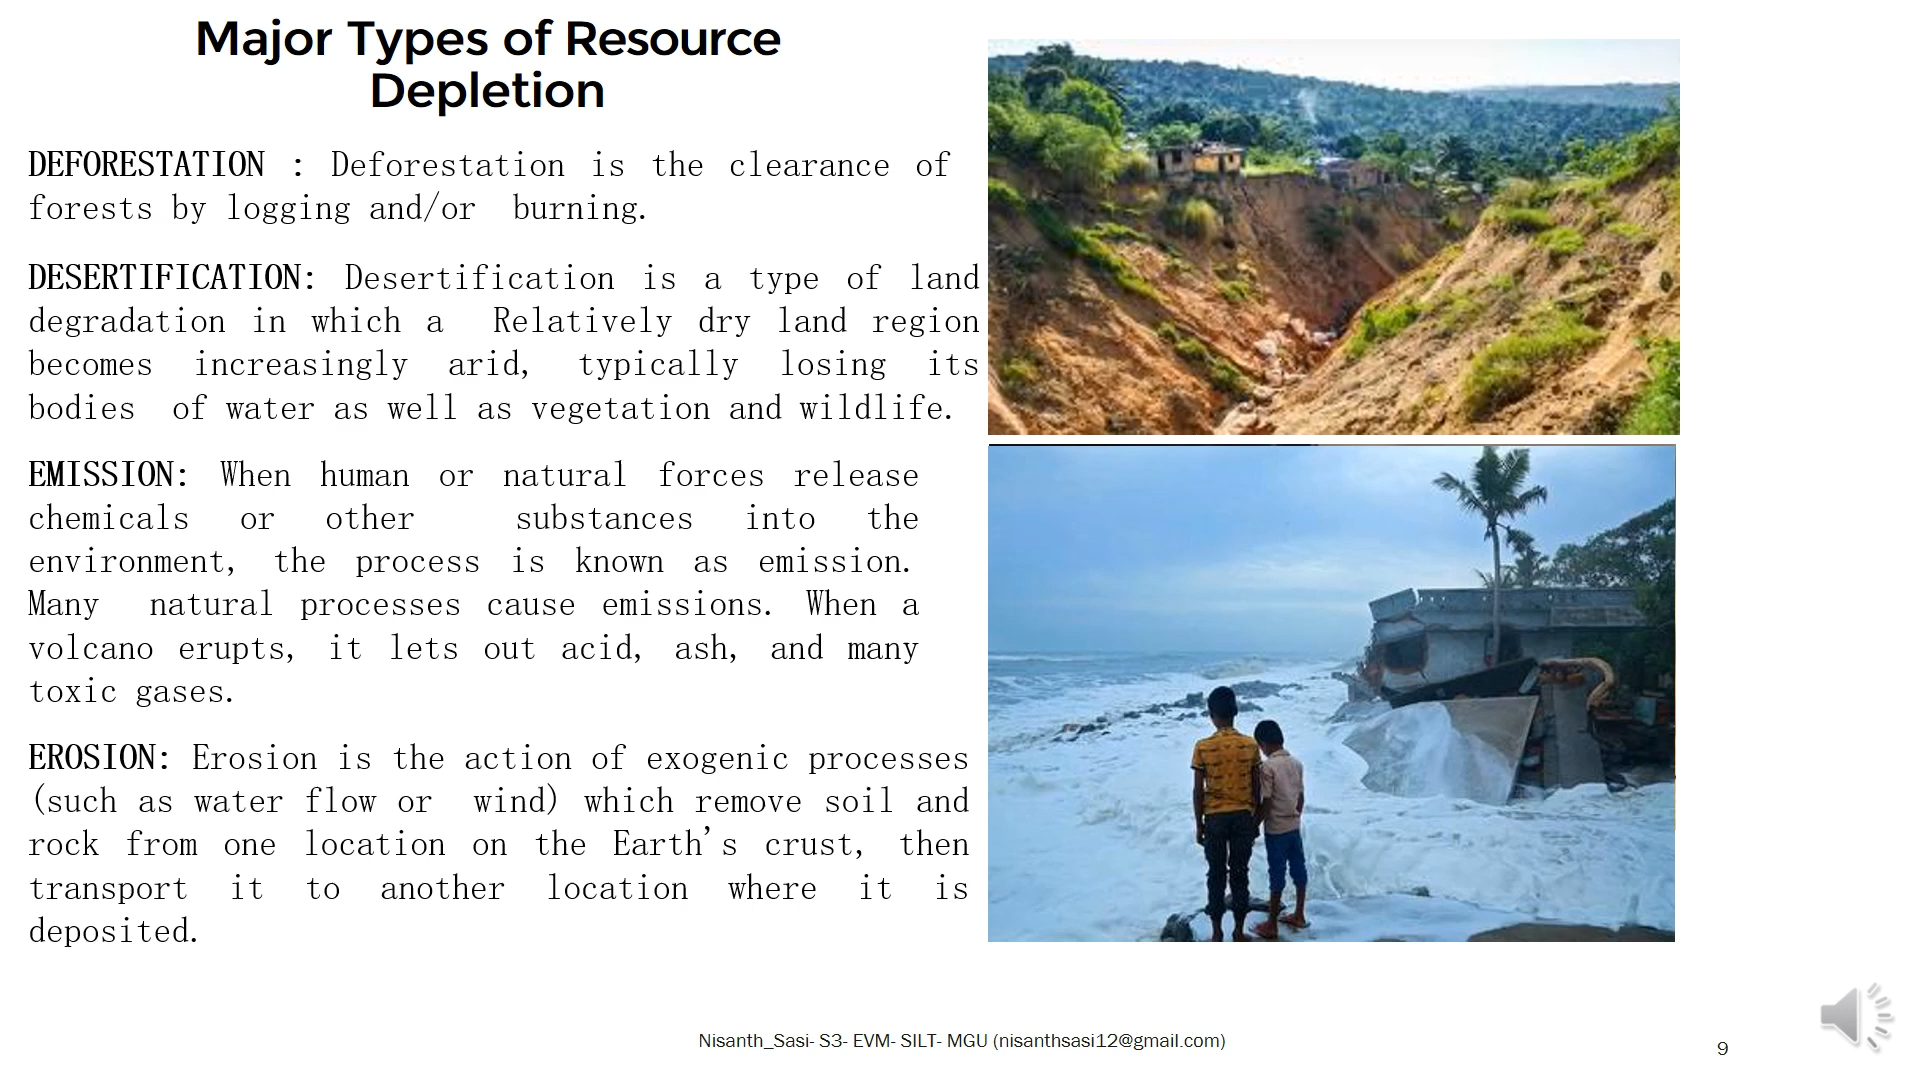 Major Types of Resource
Depletion
DEFORESTATION : Deforestation is the clearance of
forests by logging and/or burning.
DESERTIFICATION: Desertification is a type of land
degradation in which a Relatively dry land region
becomes increasingly arid, typically losing its
bodies of water as well as vegetation and wildlife.
EMISSION: When human or natural forces release
chemicals or other substances into the
environment, the process is known as emission.
Many natural processes cause emissions. When a
volcano erupts, it lets out acid, ash, and many
toxic gases.
EROSION: Erosion is the action of exogenic processes
(such as water flow or wind) which remove soil and
rock from one location on the Earth's crust, then
transport it to another location where it is
deposited.
Nisanth_Sasi- S3- EVM- SILT- MGU (nisanthsasi12@gmail.com)
9